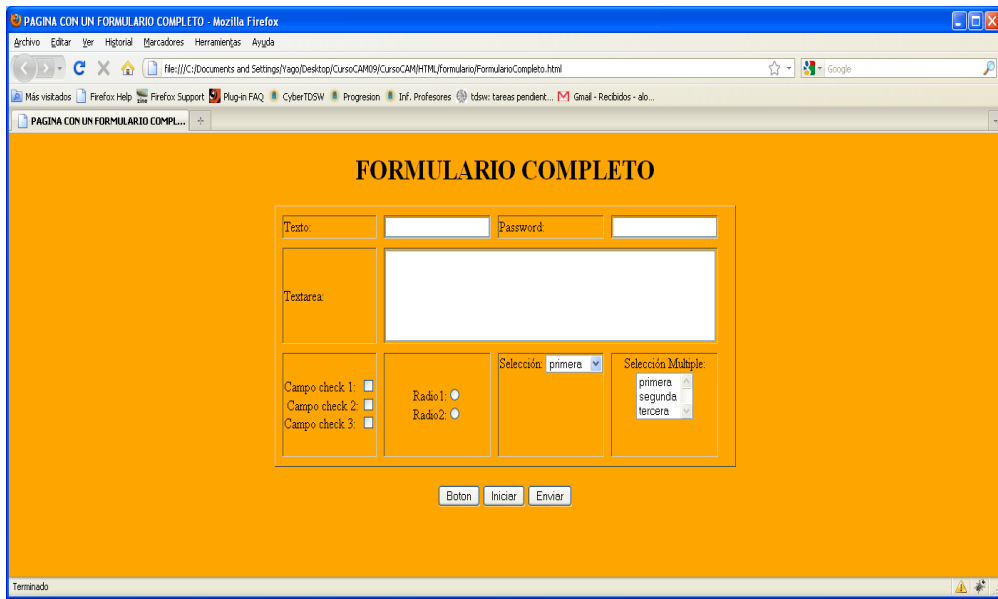 PAGINA CON UN FORMULARIO COMPLETO - Mozilla Firefox
Archivo Editar Ver Historial Marcadores Herramientas Ayuda
file:///C:/Documents and Settings/Yago/Desktop/CursoCAM09/CursoCAM/HTML/formulario/FormularioCompleto.html Google
Más visitados Firefox Help Firefox Support Plug-in FAQ CyberTDSW Progresion Inf. Profesores tdsw: tareas pendient... Gmail - Recibidos - alo...
PAGINA CON UN FORMULARIO COMPL...
FORMULARIO COMPLETO
Texto: Password:
Textarea:
Campo check 1:
Campo check 2:
Campo check 3:
Radio1:
Radio2:
Selección: primera
Selección Multiple:
primera
segunda
tercera
Boton Iniciar Enviar
Terminado